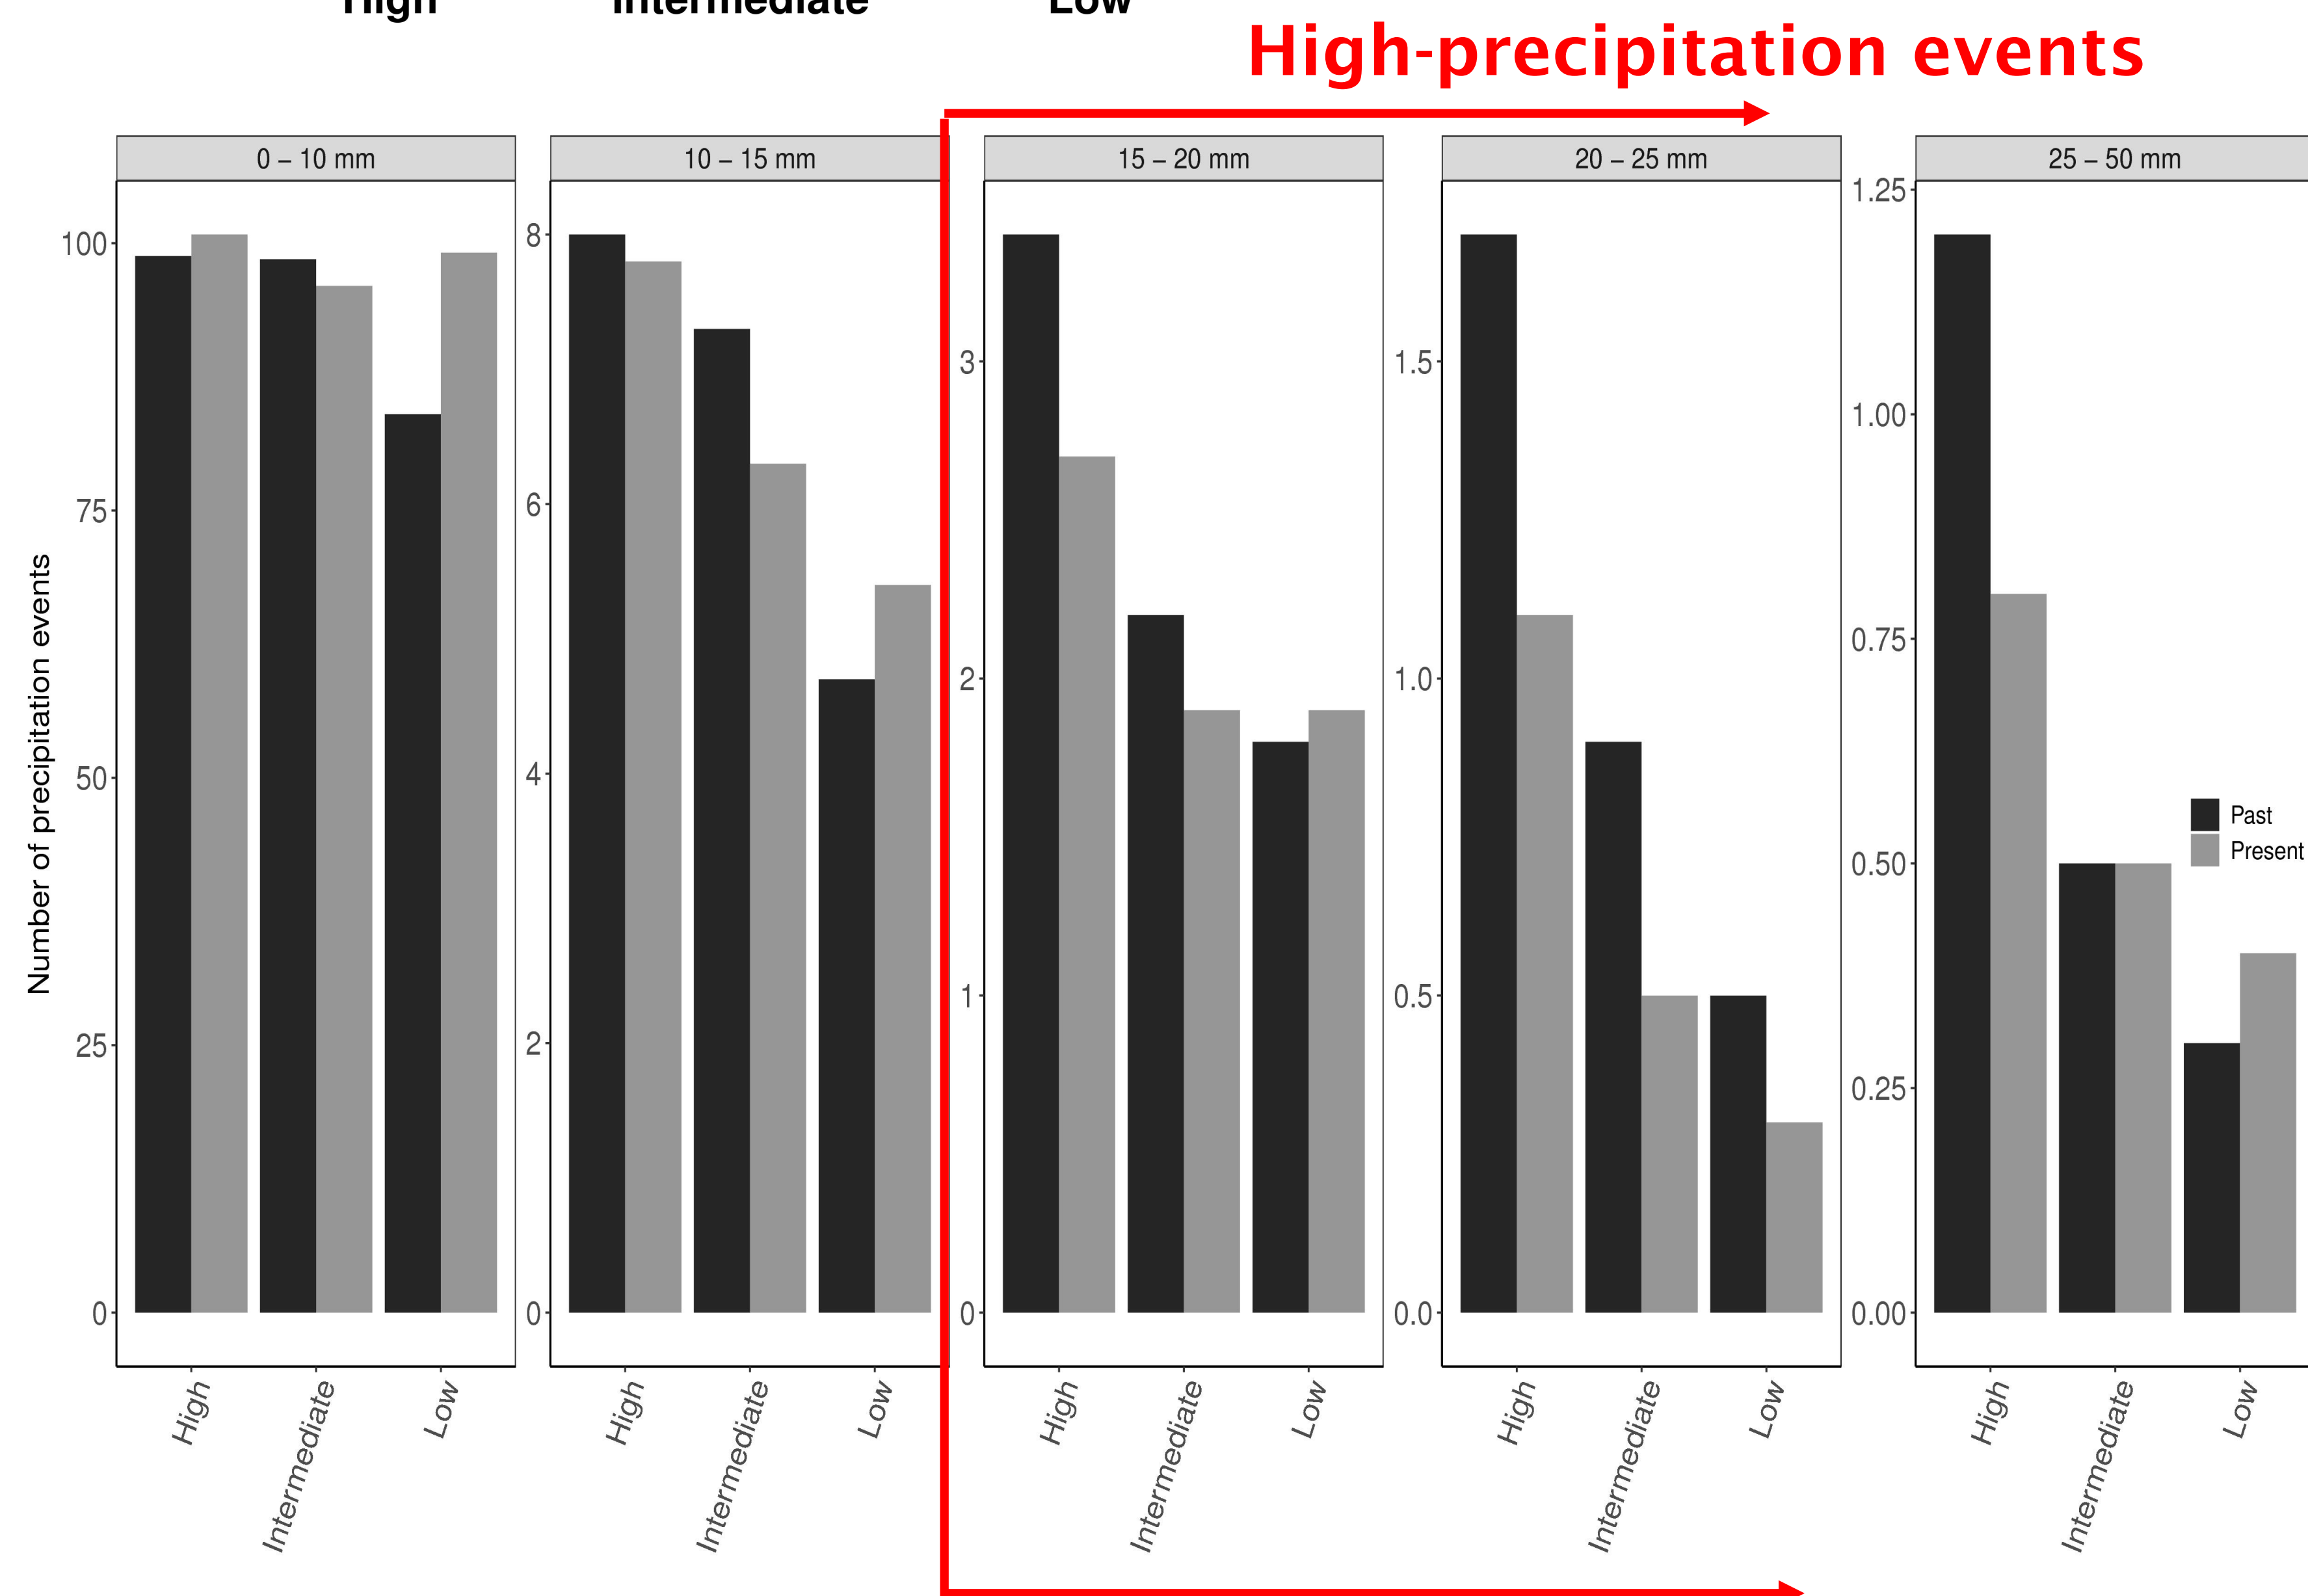 High Intermediate Low
High-precipitation events
0 – 10 mm
10 – 15 mm
15 – 20 mm
20 – 25 mm
25 – 50 mm
Number of precipitation events
100
75
50
25
0
8
6
4
2
0
3
2
1
0
1.5
1.0
0.5
0.0
1.25
1.00
0.75
0.50
0.25
0.00
Past
Present
High
Intermediate
Low
High
Intermediate
Low
High
Intermediate
Low
High
Intermediate
Low
High
Intermediate
Low